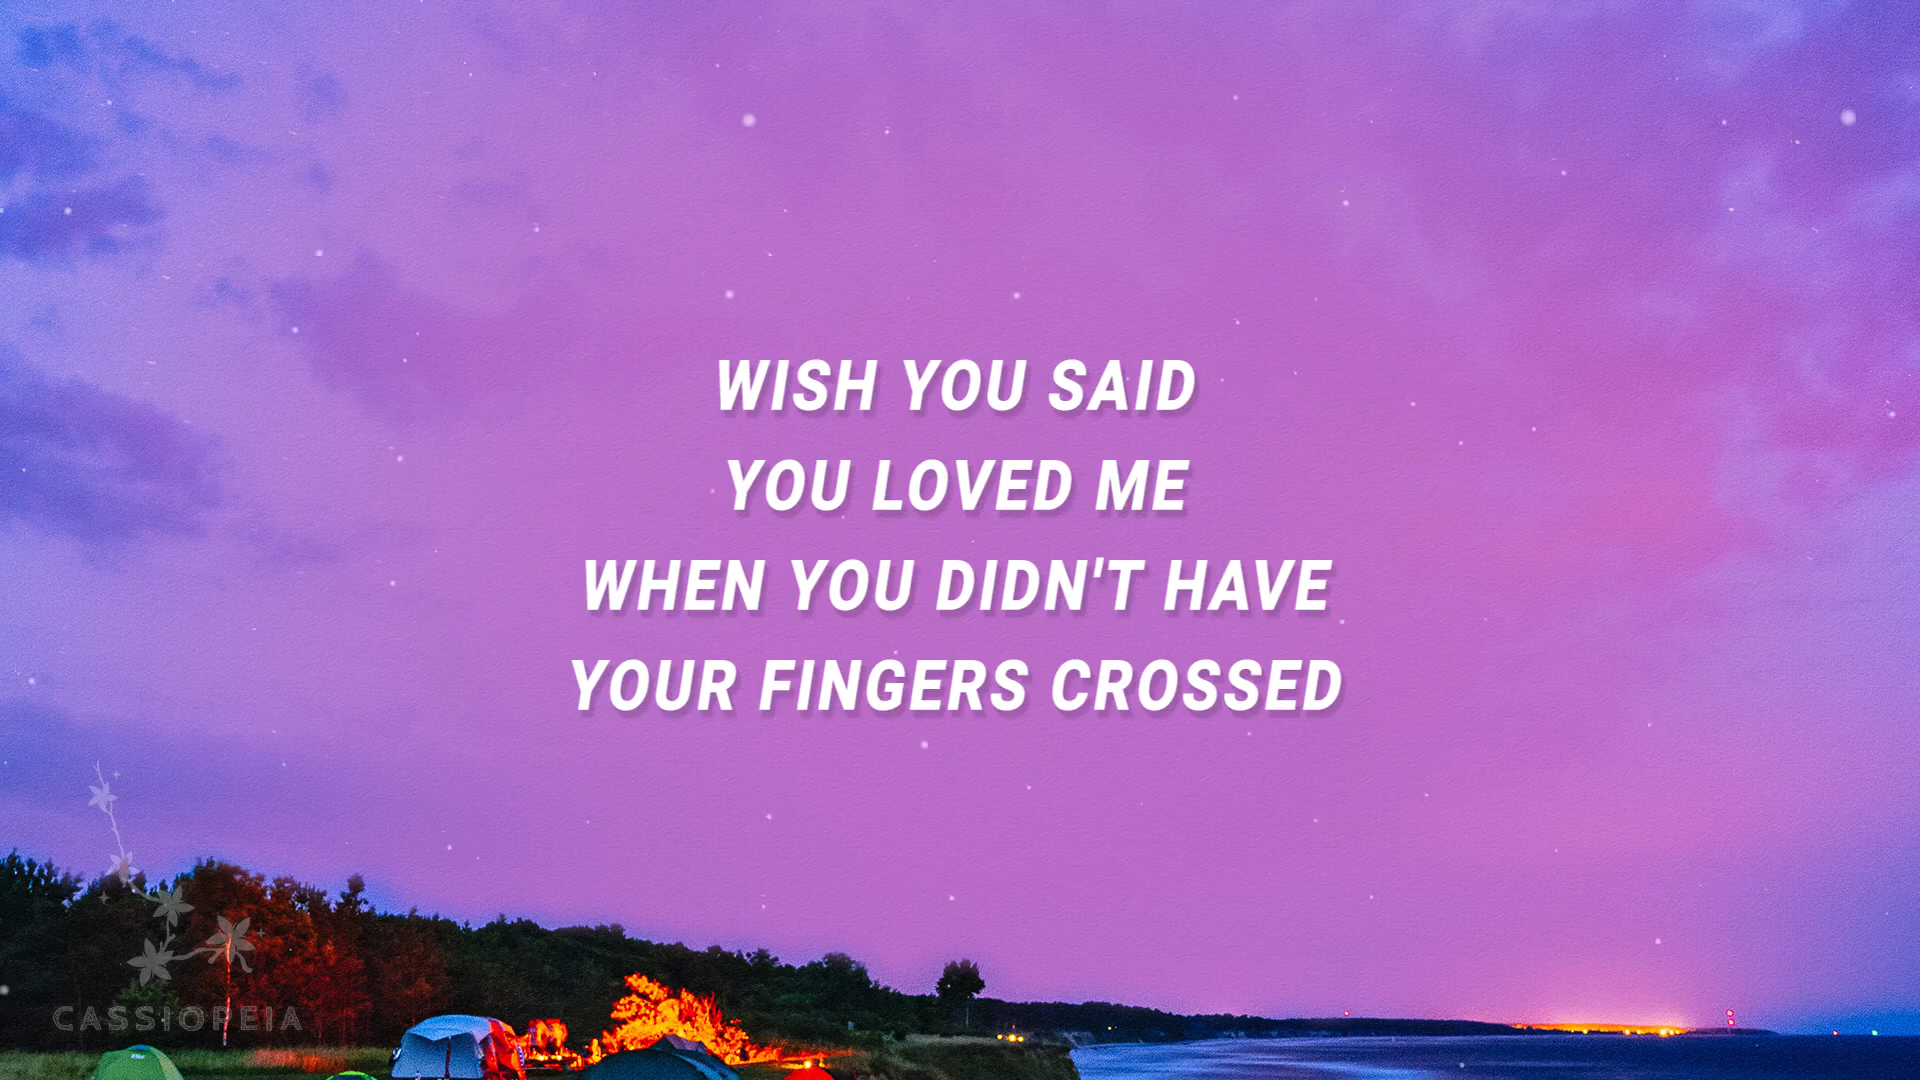 WISH YOU SAID
YOU LOVED ME
WHEN YOU DIDN'T HAVE
YOUR FINGERS CROSSED
CASSIOPEIA